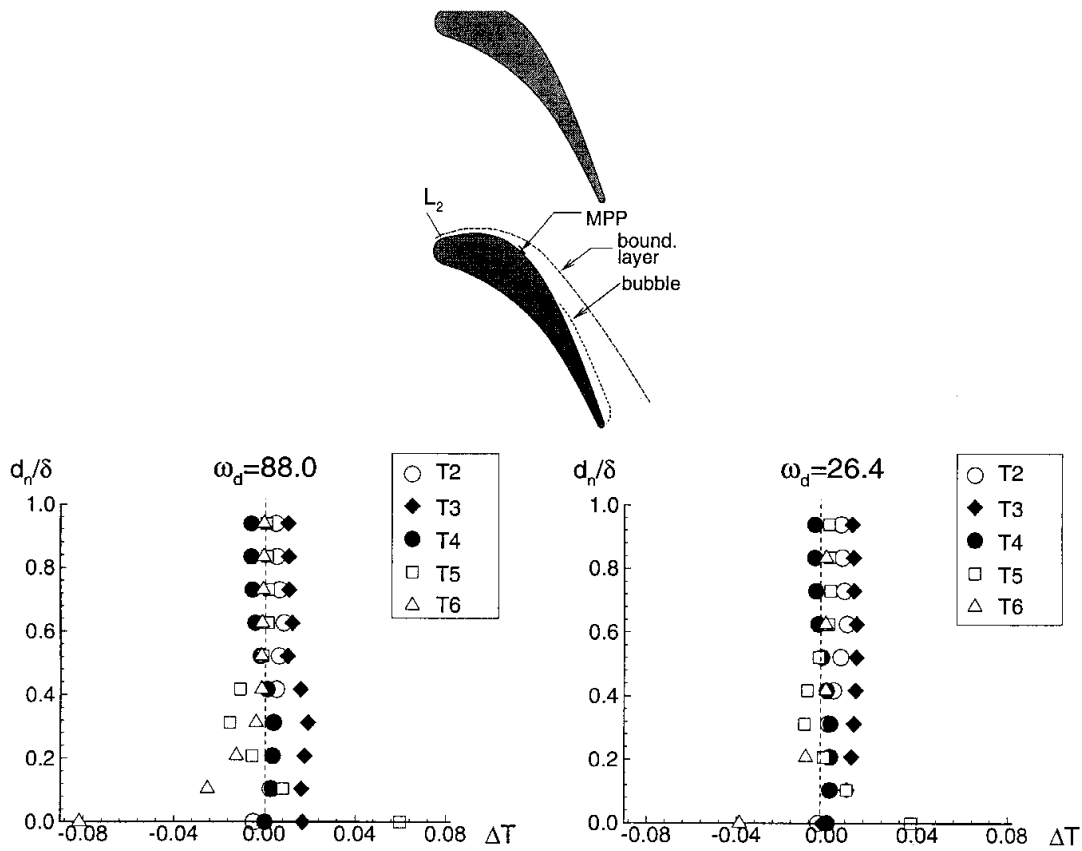 L2
MPP
bound.
layer
bubble
dn/δ
ωd=88.0
T2
T3
T4
T5
T6
1.0
0.8
0.6
0.4
0.2
0.0
-0.08
-0.04
0.00
0.04
0.08
ΔT
dn/δ
ωd=26.4
T2
T3
T4
T5
T6
1.0
0.8
0.6
0.4
0.2
0.0
-0.08
-0.04
0.00
0.04
0.08
ΔT